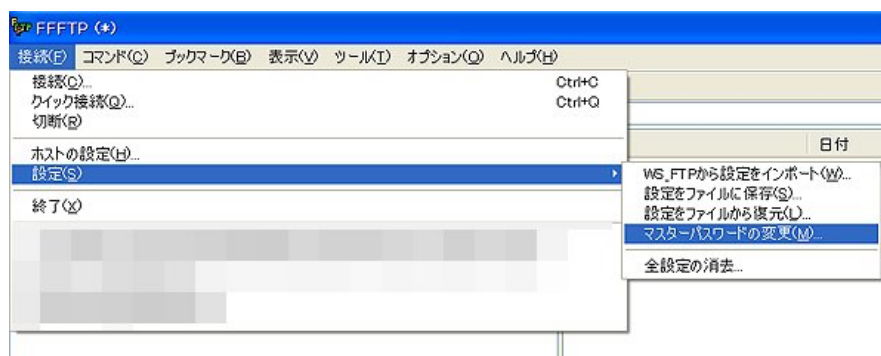 FFFTP (*)
接続(F) コマンド(C) ブックマーク(B) 表示(V) ツール(T) オプション(O) ヘルプ(H)
接続(C)... Ctrl+C
クイック接続(Q)... Ctrl+Q
切断(R)
ホストの設定(H)...
設定(S)
終了(X)
日付
WS_FTPから設定をインポート(W)...
設定をファイルに保存(S)...
設定をファイルから復元(L)...
マスターパスワードの変更(M)...
全設定の消去...